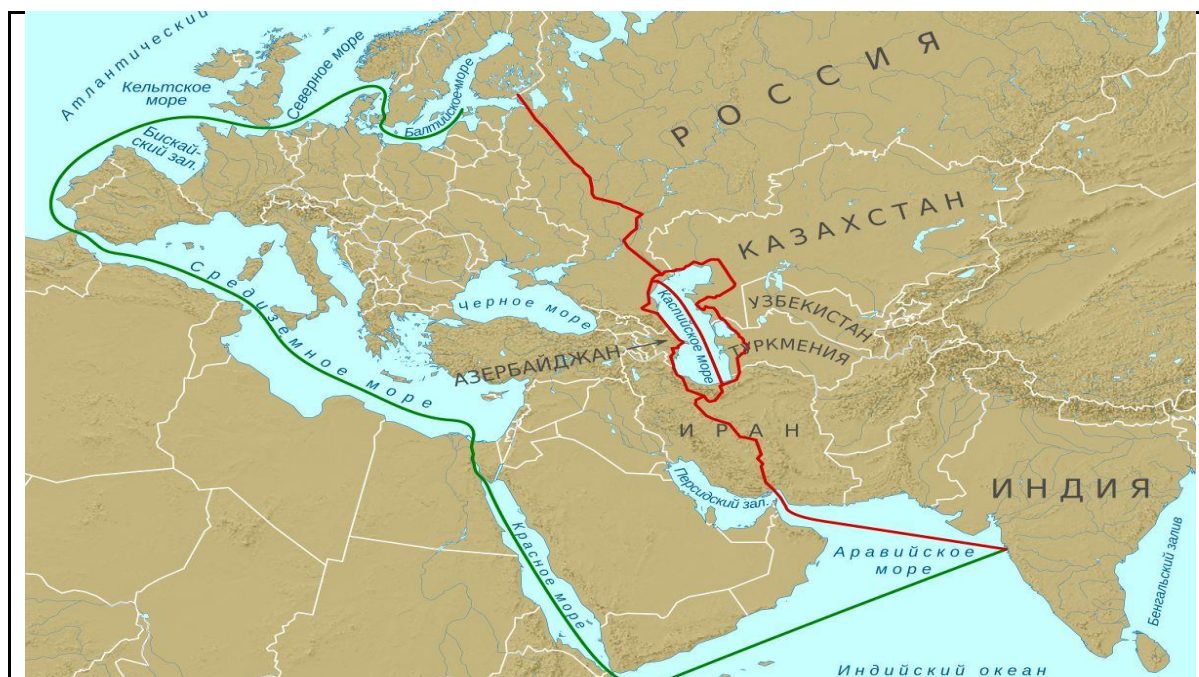 Атлантический
Кельтское
море
Северное море
Балтийское море
Бискай-
ский зал.
РОССИЯ
КАЗАХСТАН
УЗБЕКИСТАН
ТУРКМЕНИЯ
Черное море
Каспийское море
АЗЕРБАЙДЖАН
Средиземное море
ИРАН
Персидский зал.
ИНДИЯ
Красное море
Аравийское
море
Бенгальский залив
Индийский океан